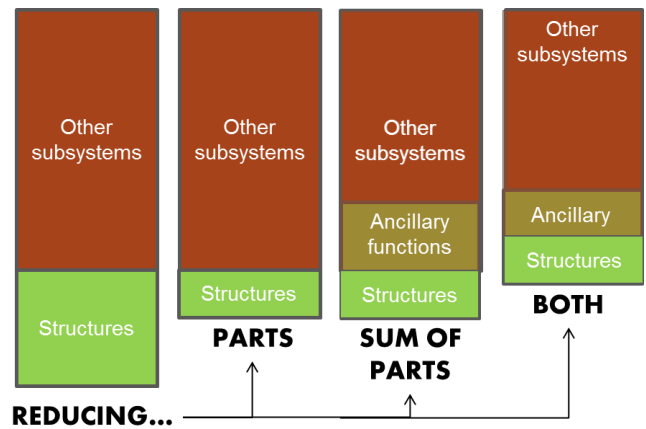 Other
subsystems
Structures
Other
subsystems
Structures
Other
subsystems
Ancillary
functions
Structures
Other
subsystems
Ancillary
Structures
PARTS
SUM OF
PARTS
BOTH
REDUCING...